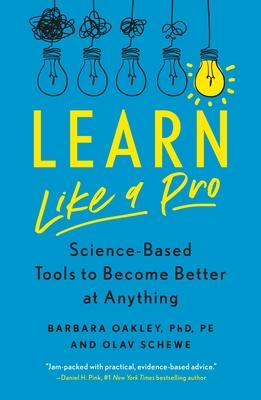 LEARN
Like a Pro
Science-Based
Tools to Become Better
at Anything
BARBARA OAKLEY, PhD, PE
AND OLAV SCHEWE
"Jam-packed with practical, evidence-based advice."
—Daniel H. Pink, #1 New York Times bestselling author